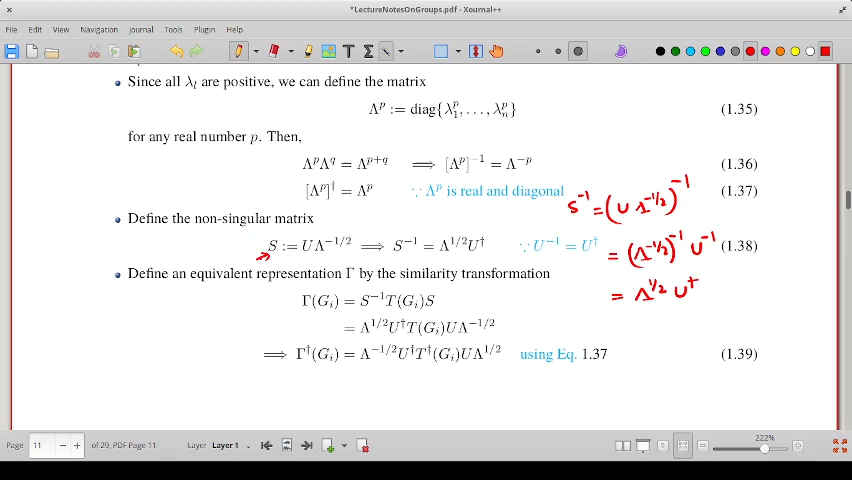 *LectureNotesOnGroups.pdf - Xournal++
File Edit View Navigation Journal Tools Plugin Help
Since all λ_l are positive, we can define the matrix
Λ^p := diag{λ_1^p, . . . , λ_n^p} (1.35)
for any real number p. Then,
Λ^pΛ^q = Λ^{p+q} ⟹ [Λ^p]^{-1} = Λ^{-p} (1.36)
[Λ^p]^† = Λ^p ∵ Λ^p is real and diagonal (1.37)
S^{-1} = (U Λ^{-1/2})^{-1}
Define the non-singular matrix
S := UΛ^{-1/2} ⟹ S^{-1} = Λ^{1/2}U^† ∵ U^{-1} = U^† (1.38)
= (Λ^{-1/2})^{-1} U^{-1}
Define an equivalent representation Γ by the similarity transformation
= Λ^{1/2} U^†
Γ(G_i) = S^{-1}T(G_i)S
= Λ^{1/2}U^†T(G_i)UΛ^{-1/2}
⟹ Γ^†(G_i) = Λ^{-1/2}U^†T^†(G_i)UΛ^{1/2} using Eq. 1.37 (1.39)
Page 11 of 29, PDF Page 11 Layer Layer 1 222%